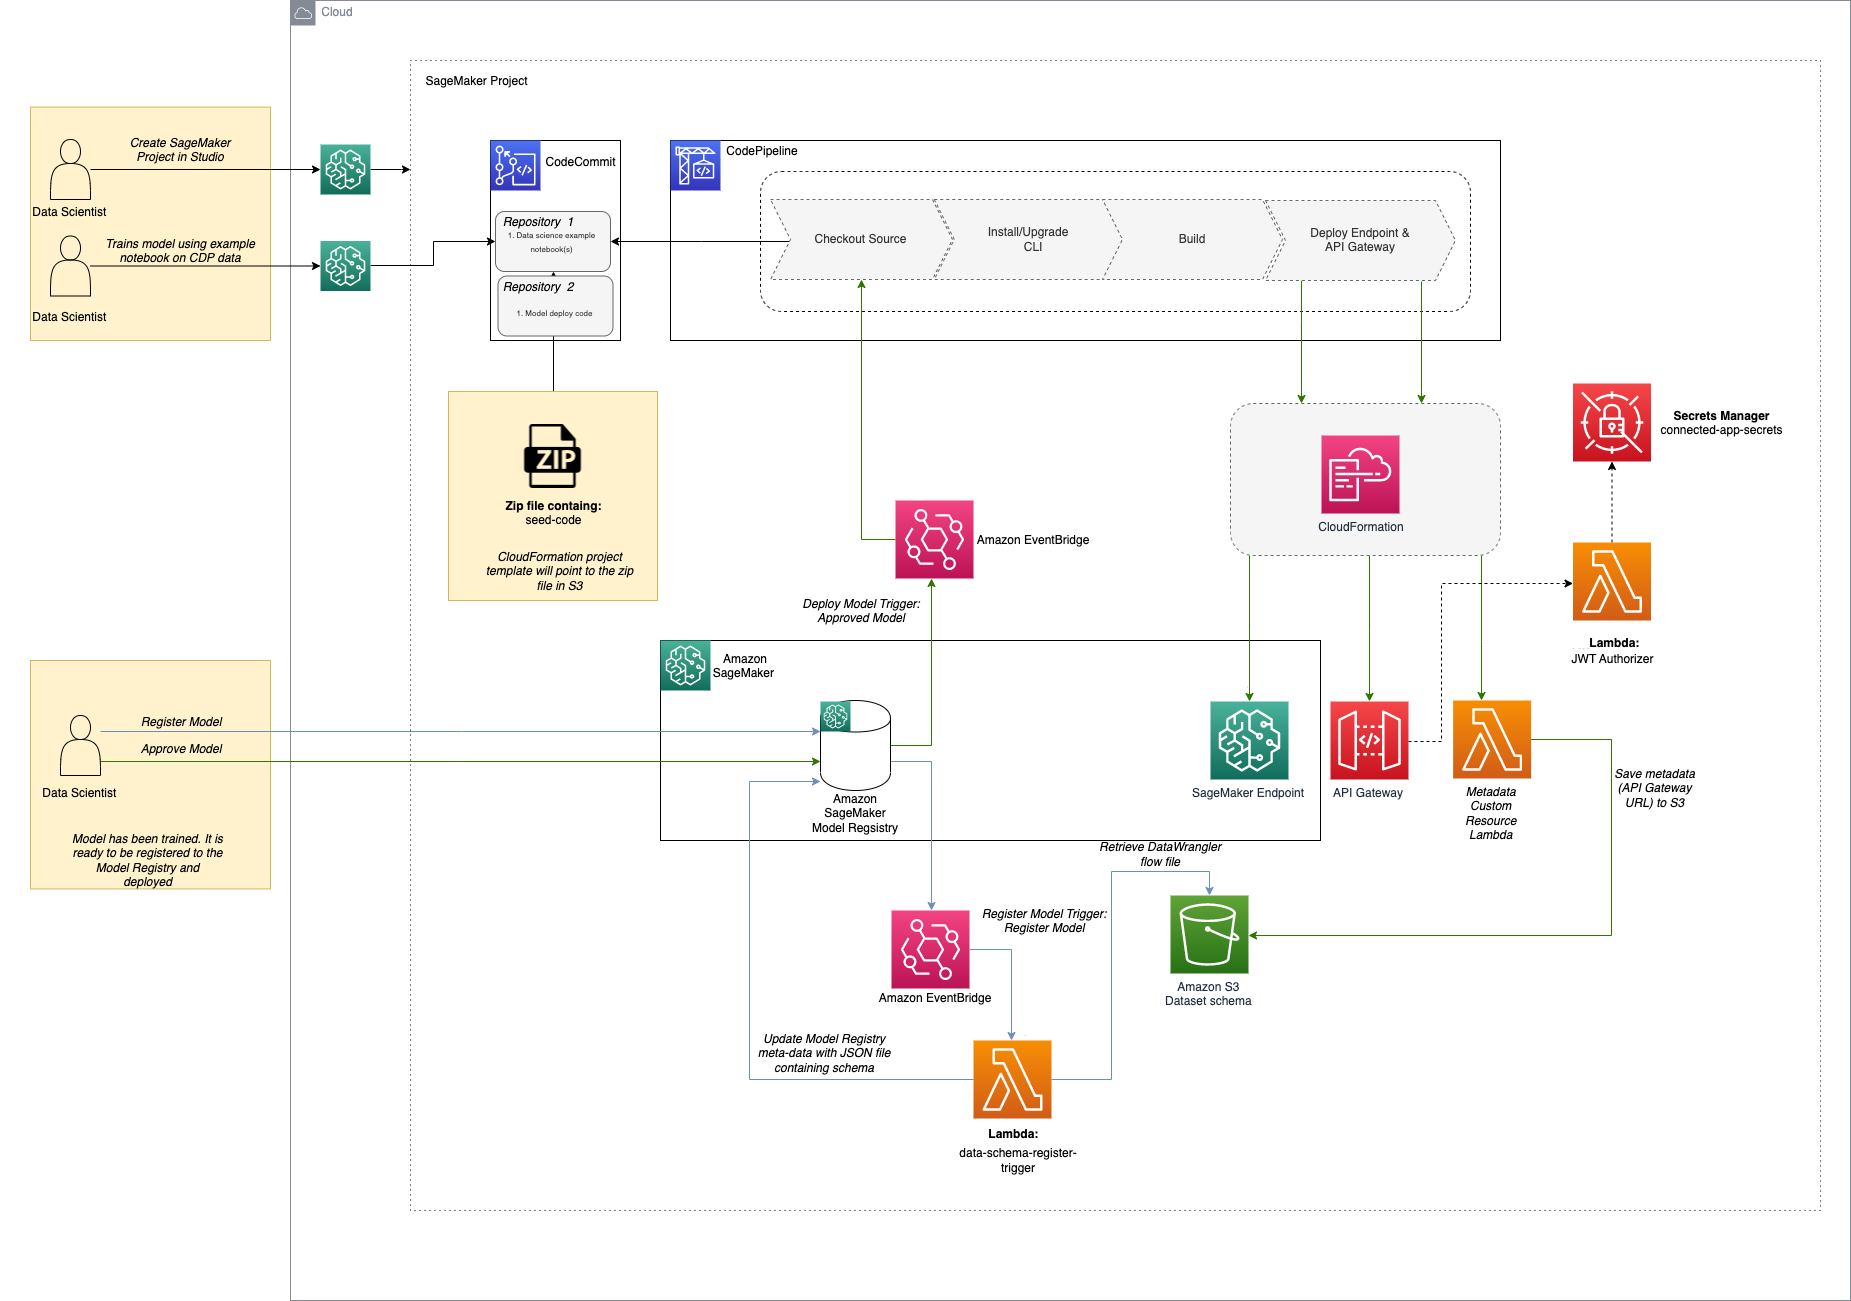 Cloud
SageMaker Project
Create SageMaker
Project in Studio
Data Scientist
Trains model using example
notebook on CDP data
Data Scientist
CodeCommit
Repository 1
1. Data science example
notebook(s)
Repository 2
1. Model deploy code
CodePipeline
Checkout Source
Install/Upgrade
CLI
Build
Deploy Endpoint &
API Gateway
ZIP
Zip file containg:
seed-code
CloudFormation project
template will point to the zip
file in S3
Amazon EventBridge
Deploy Model Trigger:
Approved Model
CloudFormation
Secrets Manager
connected-app-secrets
Lambda:
JWT Authorizer
Register Model
Approve Model
Data Scientist
Model has been trained. It is
ready to be registered to the
Model Registry and
deployed
Amazon
SageMaker
Amazon
SageMaker
Model Regsistry
SageMaker Endpoint
API Gateway
Metadata
Custom
Resource
Lambda
Save metadata
(API Gateway
URL) to S3
Retrieve DataWrangler
flow file
Register Model Trigger:
Register Model
Amazon EventBridge
Amazon S3
Dataset schema
Update Model Registry
meta-data with JSON file
containing schema
Lambda:
data-schema-register-
trigger